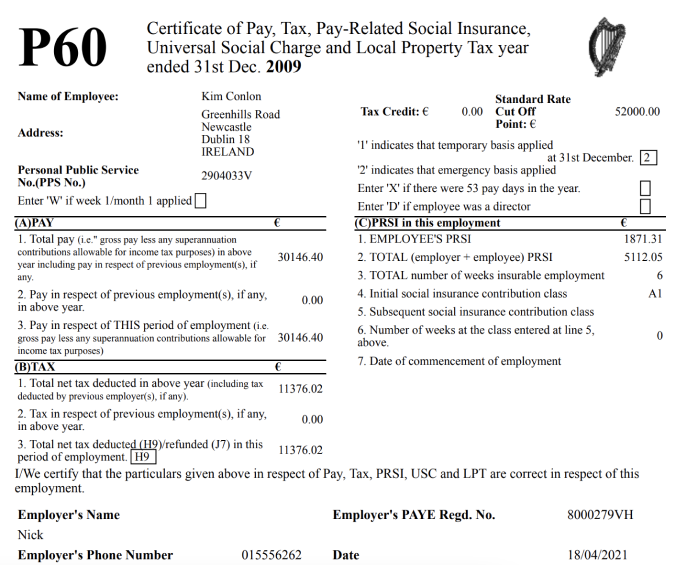 P60
Certificate of Pay, Tax, Pay-Related Social Insurance,
Universal Social Charge and Local Property Tax year
ended 31st Dec. 2009
Name of Employee: Kim Conlon
Address: Greenhills Road
Newcastle
Dublin 18
IRELAND
Personal Public Service
No.(PPS No.) 2904033V
Enter 'W' if week 1/month 1 applied
Tax Credit: € 0.00 Standard Rate
Cut Off
Point: € 52000.00
'1' indicates that temporary basis applied
at 31st December. 2
'2' indicates that emergency basis applied
Enter 'X' if there were 53 pay days in the year.
Enter 'D' if employee was a director
(A)PAY €
1. Total pay (i.e." gross pay less any superannuation
contributions allowable for income tax purposes) in above
year including pay in respect of previous employment(s), if
any. 30146.40
2. Pay in respect of previous employment(s), if any,
in above year. 0.00
3. Pay in respect of THIS period of employment (i.e.
gross pay less any superannuation contributions allowable for
income tax purposes) 30146.40
(B)TAX €
1. Total net tax deducted in above year (including tax
deducted by previous employer(s), if any). 11376.02
2. Tax in respect of previous employment(s), if any,
in above year. 0.00
3. Total net tax deducted (H9)/refunded (J7) in this
period of employment. H9 11376.02
(C)PRSI in this employment €
1. EMPLOYEE'S PRSI 1871.31
2. TOTAL (employer + employee) PRSI 5112.05
3. TOTAL number of weeks insurable employment 6
4. Initial social insurance contribution class A1
5. Subsequent social insurance contribution class
6. Number of weeks at the class entered at line 5,
above. 0
7. Date of commencement of employment
I/We certify that the particulars given above in respect of Pay, Tax, PRSI, USC and LPT are correct in respect of this
employment.
Employer's Name Employer's PAYE Regd. No. 8000279VH
Nick
Employer's Phone Number 015556262 Date 18/04/2021